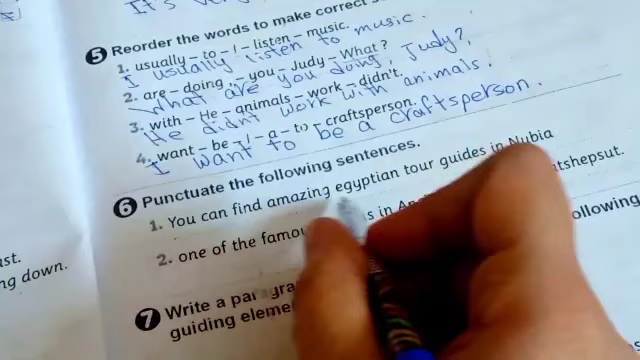 It's
5 Reorder the words to make correct
1. usually – to – I – listen – music.
I usually listen to music.
2. are – doing – you – Judy – What?
What are you doing, Judy?
3. with – He – animals – work – didn't.
He didn't work with animals.
4. want – be – I – a – to – craftsperson.
I want to be a craftsperson.
6 Punctuate the following sentences.
1. You can find amazing egyptian tour guides in Nubia
2. one of the famou s in An atshepsut.
7 Write a paragra ollowing
guiding eleme
ast.
ng down.